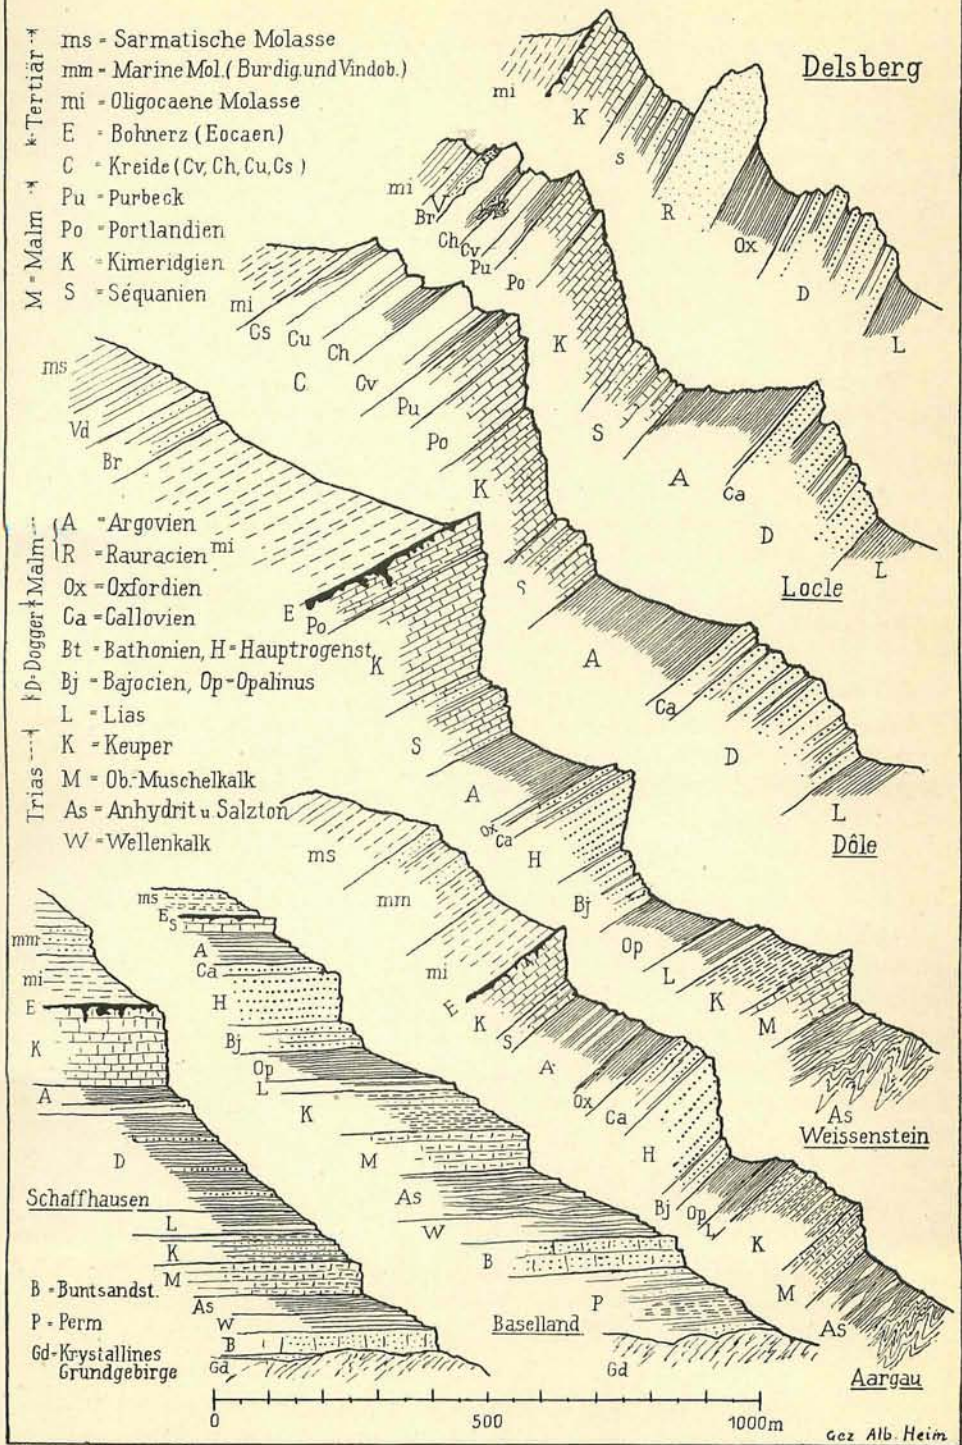 * Tertiär *
ms = Sarmatische Molasse
mm = Marine Mol. (Burdig. und Vindob.)
mi = Oligocaene Molasse
E = Bohnerz (Eocaen)
C = Kreide (Cv, Ch, Cu, Cs)
M = Malm *
Pu = Purbeck
Po = Portlandien
K = Kimeridgien
S = Séquanien
Malm
A = Argovien
R = Rauracien
Ox = Oxfordien
D = Dogger
Ca = Callovien
Bt = Bathonien, H = Hauptrogenst.
Bj = Bajocien, Op = Opalinus
L = Lias
Trias
K = Keuper
M = Ob.-Muschelkalk
As = Anhydrit u. Salzton
W = Wellenkalk
B = Buntsandst.
P = Perm
Gd = Krystallines
Grundgebirge
Delsberg
mi
K
s
R
Ox
D
L
Locle
mi
Br
Ch
Cv
Pu
Po
K
S
A
Ca
D
L
Dôle
mi
Cs
Cu
Ch
C
Cv
Pu
Po
K
S
A
Ca
D
L
Weissenstein
ms
Vd
Br
mi
E
Po
K
S
A
Ox
Ca
H
Bj
Op
L
K
M
As
Aargau
ms
mm
mi
E
K
S
A
Ox
Ca
H
Bj
Op
L
K
M
As
Baselland
ms
E
S
A
Ca
H
Bj
Op
L
K
M
As
W
B
P
Gd
Schaffhausen
mm
mi
E
K
A
D
L
K
M
As
W
B
Gd
0
500
1000m
Gez Alb. Heim